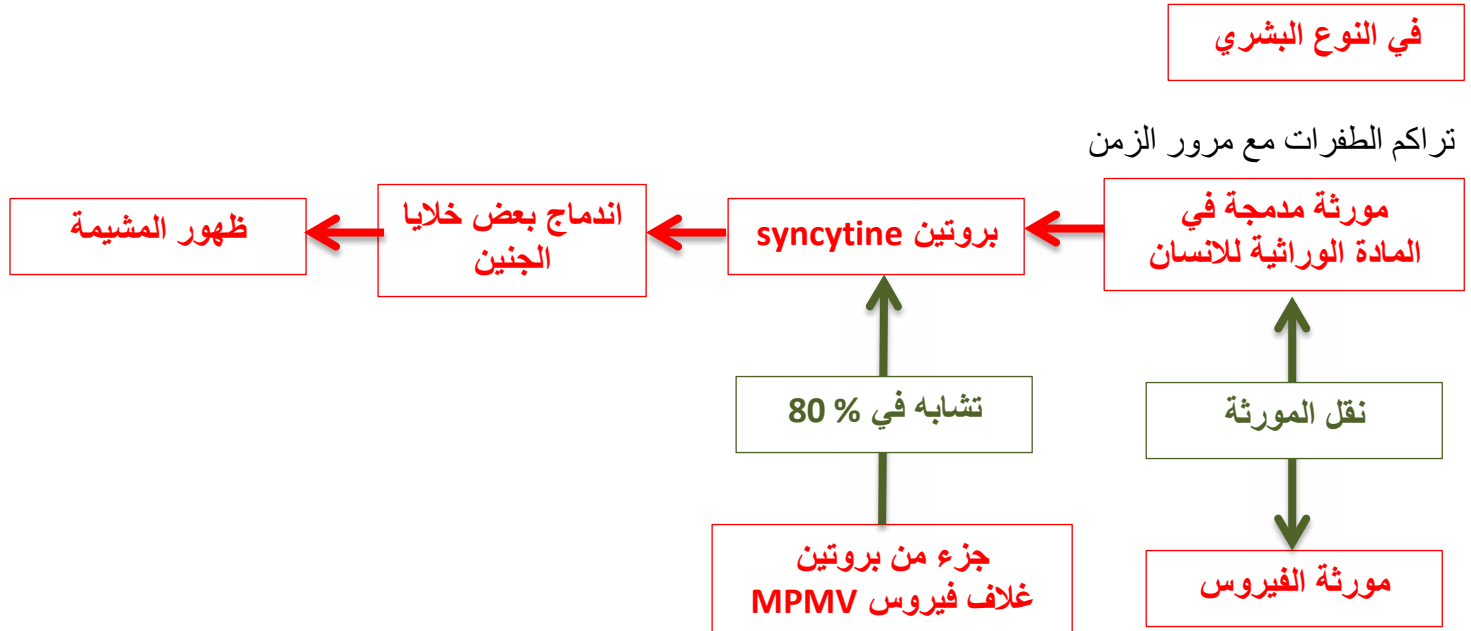 في النوع البشري
تراكم الطفرات مع مرور الزمن
مورثة مدمجة في
المادة الوراثية للانسان
بروتين syncytine
اندماج بعض خلايا
الجنين
ظهور المشيمة
نقل المورثة
تشابه في % 80
مورثة الفيروس
جزء من بروتين
غلاف فيروس MPMV